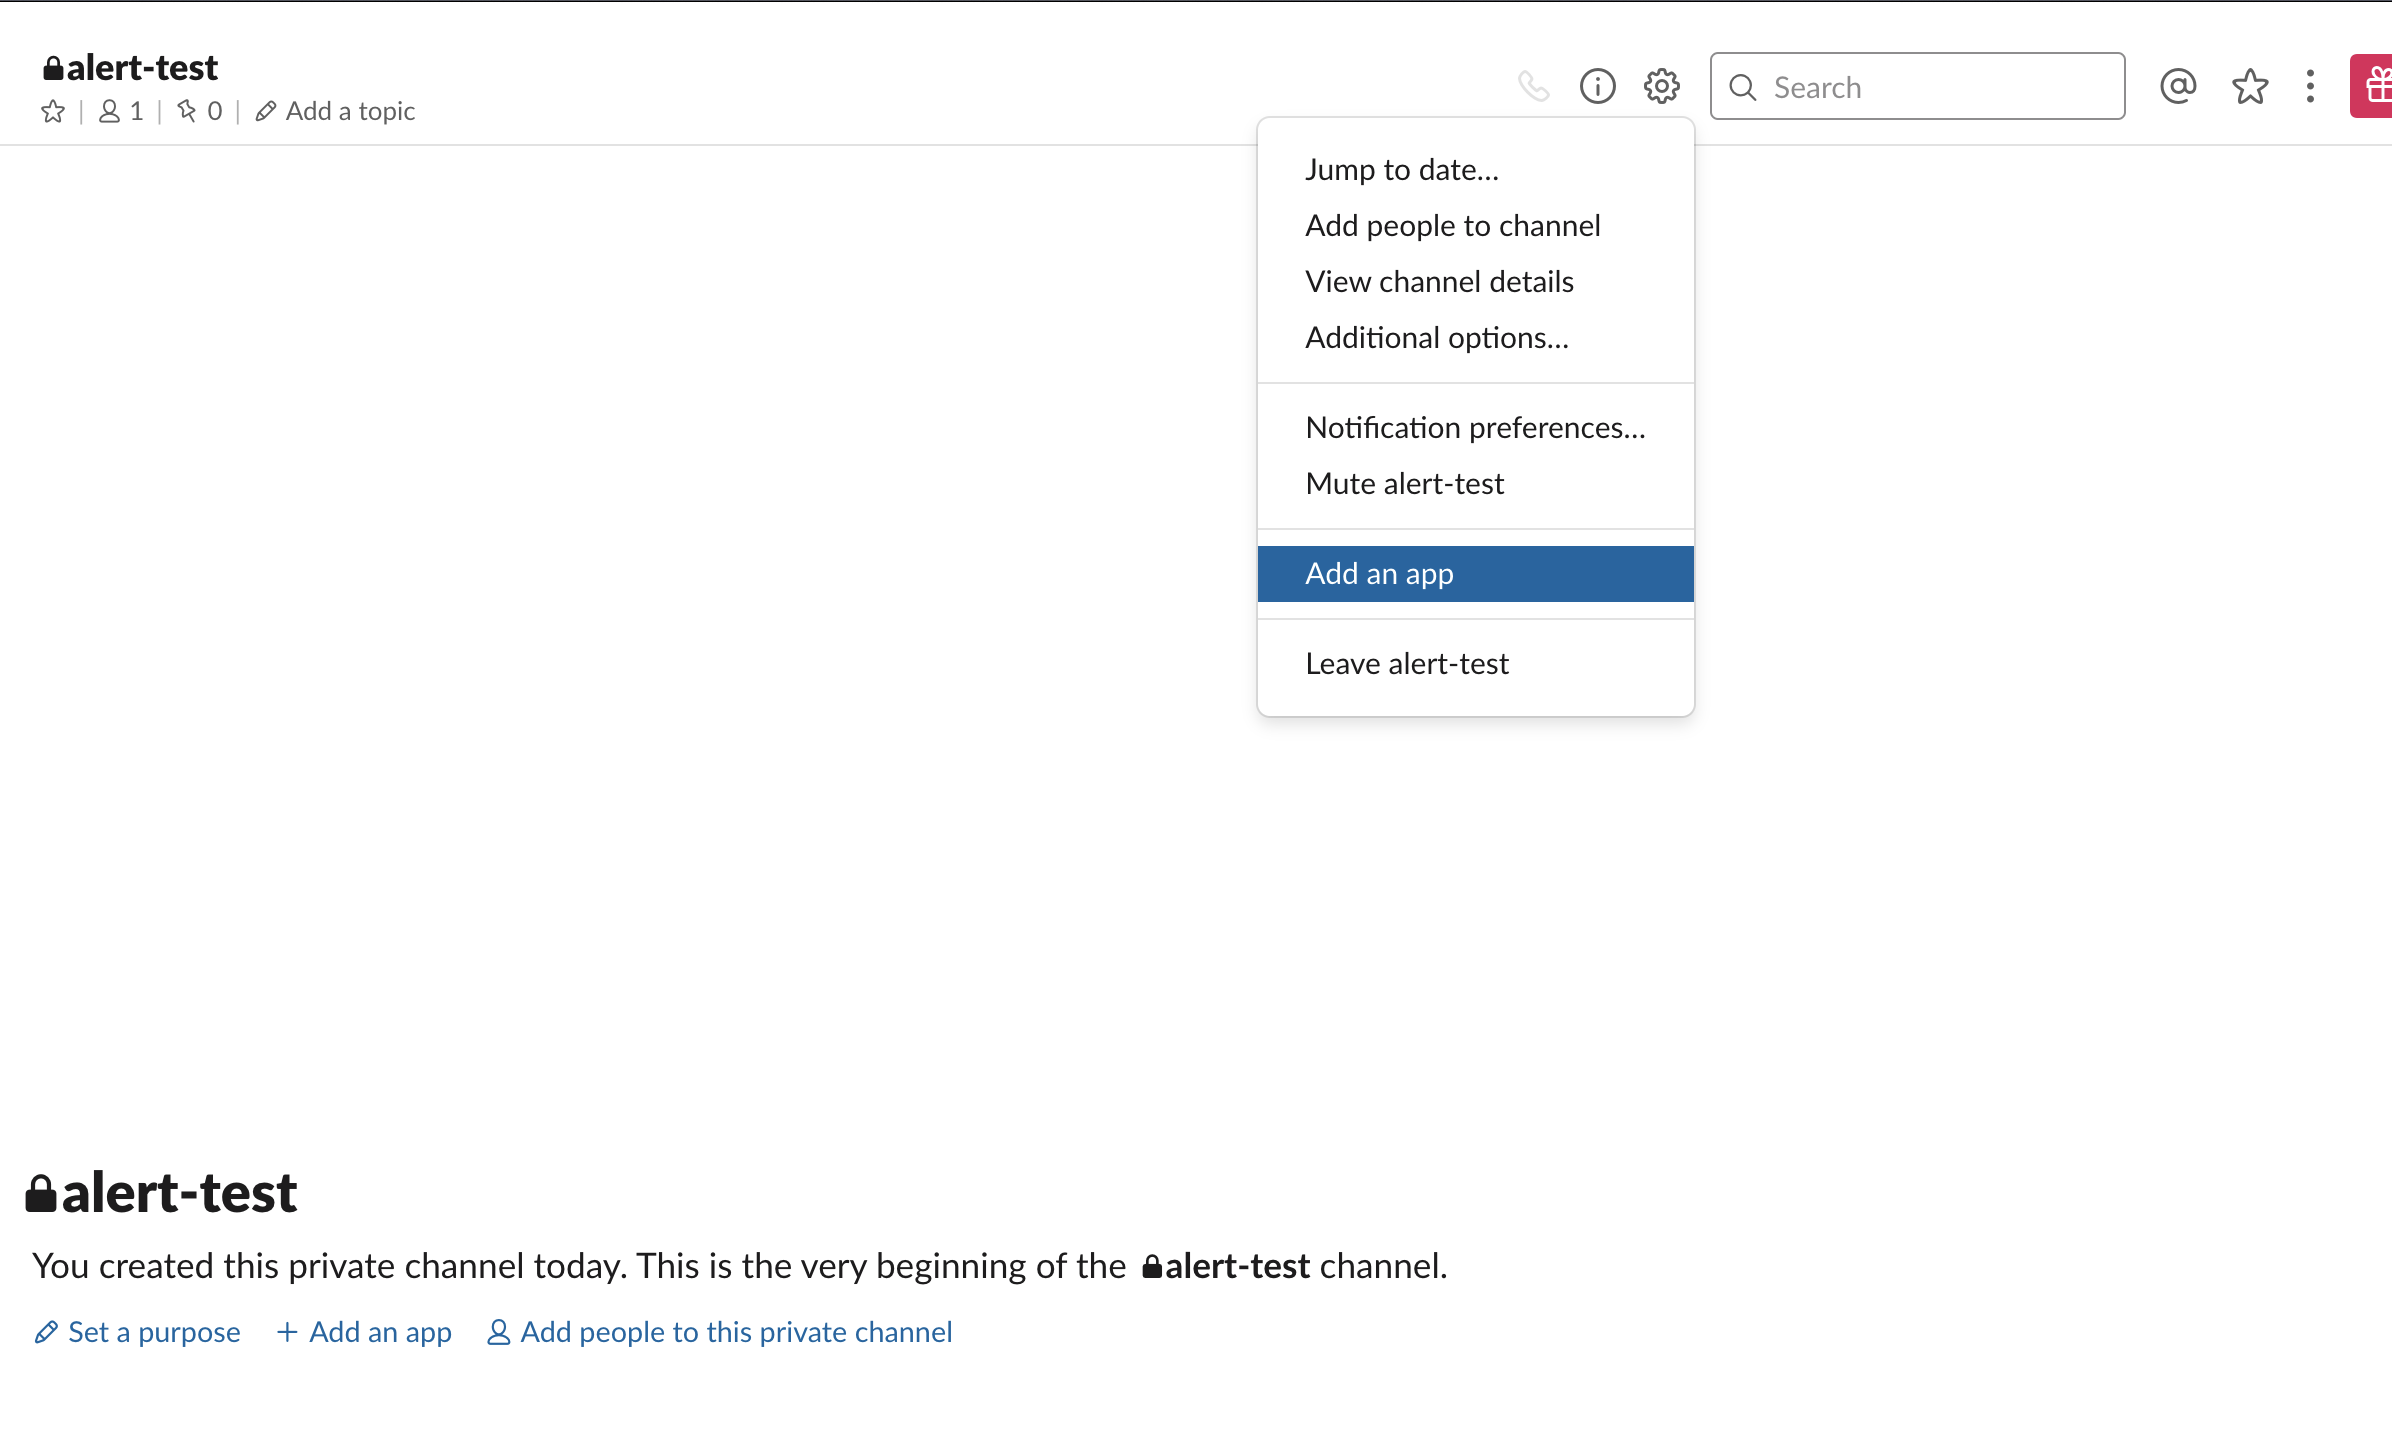 alert-test
1 | 0 | Add a topic
Search
Jump to date...
Add people to channel
View channel details
Additional options...
Notification preferences...
Mute alert-test
Add an app
Leave alert-test
alert-test
You created this private channel today. This is the very beginning of the alert-test channel.
Set a purpose + Add an app Add people to this private channel